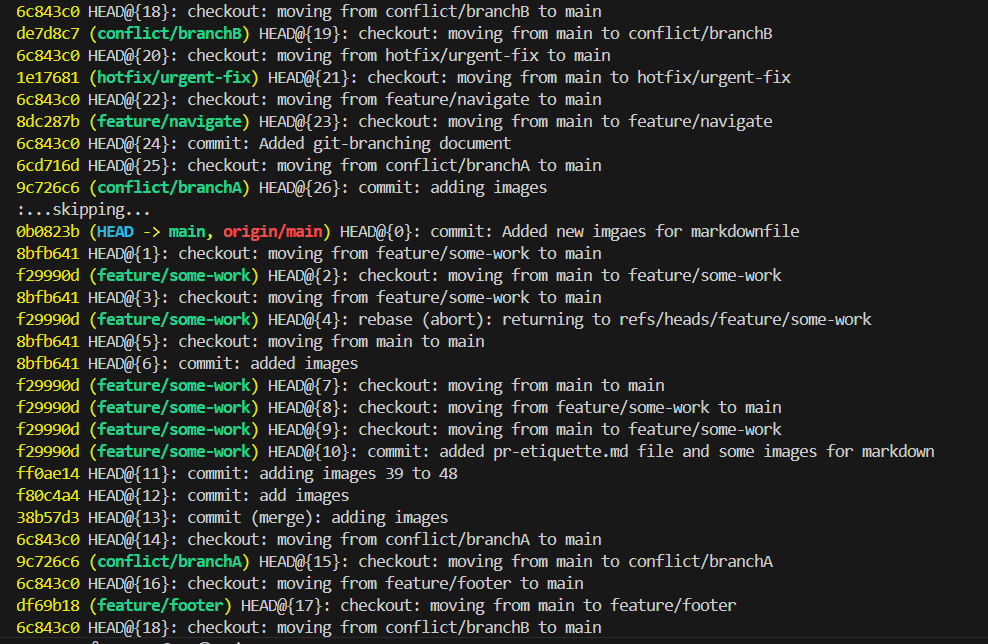 6c843c0 HEAD@{18}: checkout: moving from conflict/branchB to main
de7d8c7 (conflict/branchB) HEAD@{19}: checkout: moving from main to conflict/branchB
6c843c0 HEAD@{20}: checkout: moving from hotfix/urgent-fix to main
1e17681 (hotfix/urgent-fix) HEAD@{21}: checkout: moving from main to hotfix/urgent-fix
6c843c0 HEAD@{22}: checkout: moving from feature/navigate to main
8dc287b (feature/navigate) HEAD@{23}: checkout: moving from main to feature/navigate
6c843c0 HEAD@{24}: commit: Added git-branching document
6cd716d HEAD@{25}: checkout: moving from conflict/branchA to main
9c726c6 (conflict/branchA) HEAD@{26}: commit: adding images
:...skipping...
0b0823b (HEAD -> main, origin/main) HEAD@{0}: commit: Added new imgaes for markdownfile
8bfb641 HEAD@{1}: checkout: moving from feature/some-work to main
f29990d (feature/some-work) HEAD@{2}: checkout: moving from main to feature/some-work
8bfb641 HEAD@{3}: checkout: moving from feature/some-work to main
f29990d (feature/some-work) HEAD@{4}: rebase (abort): returning to refs/heads/feature/some-work
8bfb641 HEAD@{5}: checkout: moving from main to main
8bfb641 HEAD@{6}: commit: added images
f29990d (feature/some-work) HEAD@{7}: checkout: moving from main to main
f29990d (feature/some-work) HEAD@{8}: checkout: moving from feature/some-work to main
f29990d (feature/some-work) HEAD@{9}: checkout: moving from main to feature/some-work
f29990d (feature/some-work) HEAD@{10}: commit: added pr-etiquette.md file and some images for markdown
ff0ae14 HEAD@{11}: commit: adding images 39 to 48
f80c4a4 HEAD@{12}: commit: add images
38b57d3 HEAD@{13}: commit (merge): adding images
6c843c0 HEAD@{14}: checkout: moving from conflict/branchA to main
9c726c6 (conflict/branchA) HEAD@{15}: checkout: moving from main to conflict/branchA
6c843c0 HEAD@{16}: checkout: moving from feature/footer to main
df69b18 (feature/footer) HEAD@{17}: checkout: moving from main to feature/footer
6c843c0 HEAD@{18}: checkout: moving from conflict/branchB to main